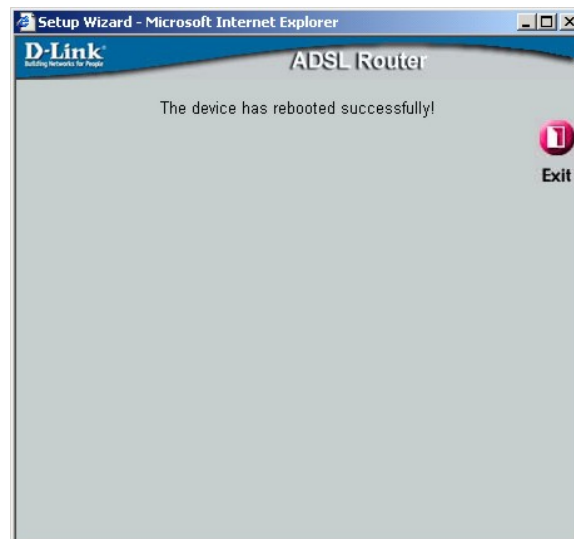 Setup Wizard - Microsoft Internet Explorer
D-Link
Building Networks for People
ADSL Router
The device has rebooted successfully!
Exit